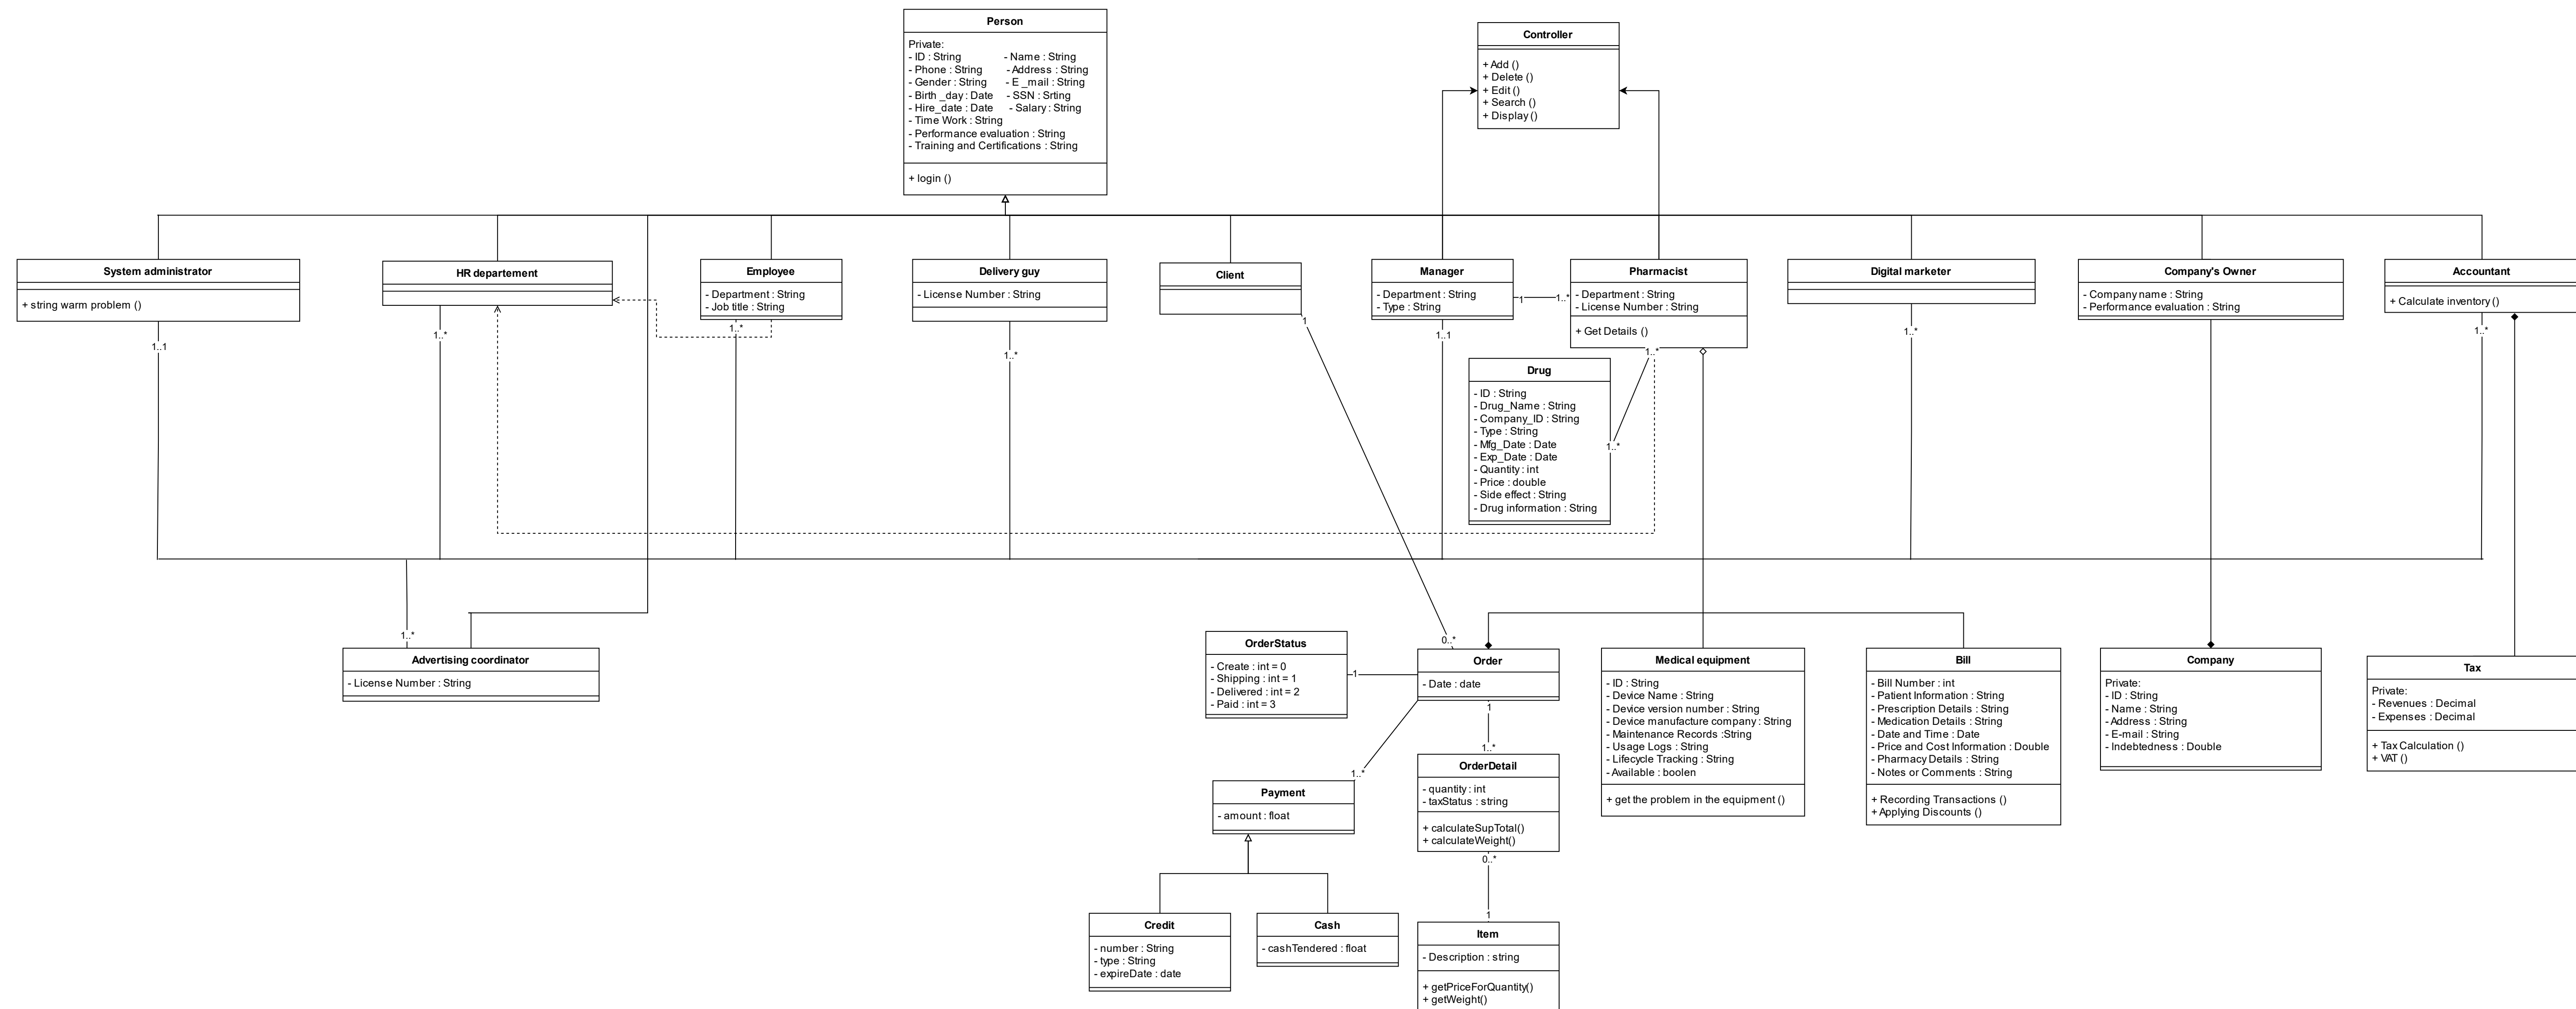 Person
Private:
- ID : String - Name : String
- Phone : String - Address : String
- Gender : String - E _mail : String
- Birth _day : Date - SSN : Srting
- Hire_date : Date - Salary : String
- Time Work : String
- Performance evaluation : String
- Training and Certifications : String
+ login ()
Controller
+ Add ()
+ Delete ()
+ Edit ()
+ Search ()
+ Display ()
System administrator
+ string warm problem ()
1..1
HR departement
1..*
Employee
- Department : String
- Job title : String
1..*
Delivery guy
- License Number : String
1..*
Client
1
0..*
Manager
- Department : String
- Type : String
1..1
1
1..*
Pharmacist
- Department : String
- License Number : String
+ Get Details ()
1..*
Digital marketer
1..*
Company's Owner
- Company name : String
- Performance evaluation : String
Accountant
+ Calculate inventory ()
1..*
Drug
- ID : String
- Drug_Name : String
- Company_ID : String
- Type : String
- Mfg_Date : Date
- Exp_Date : Date
- Quantity : int
- Price : double
- Side effect : String
- Drug information : String
1..*
1..*
Advertising coordinator
- License Number : String
OrderStatus
- Create : int = 0
- Shipping : int = 1
- Delivered : int = 2
- Paid : int = 3
1
Order
- Date : date
1
1..*
1..*
Medical equipment
- ID : String
- Device Name : String
- Device version number : String
- Device manufacture company : String
- Maintenance Records :String
- Usage Logs : String
- Lifecycle Tracking : String
- Available : boolen
+ get the problem in the equipment ()
Bill
- Bill Number : int
- Patient Information : String
- Prescription Details : String
- Medication Details : String
- Date and Time : Date
- Price and Cost Information : Double
- Pharmacy Details : String
- Notes or Comments : String
+ Recording Transactions ()
+ Applying Discounts ()
Company
Private:
- ID : String
- Name : String
- Address : String
- E-mail : String
- Indebtedness : Double
Tax
Private:
- Revenues : Decimal
- Expenses : Decimal
+ Tax Calculation ()
+ VAT ()
Payment
- amount : float
OrderDetail
- quantity : int
- taxStatus : string
+ calculateSupTotal()
+ calculateWeight()
0..*
1
Credit
- number : String
- type : String
- expireDate : date
Cash
- cashTendered : float
Item
- Description : string
+ getPriceForQuantity()
+ getWeight()